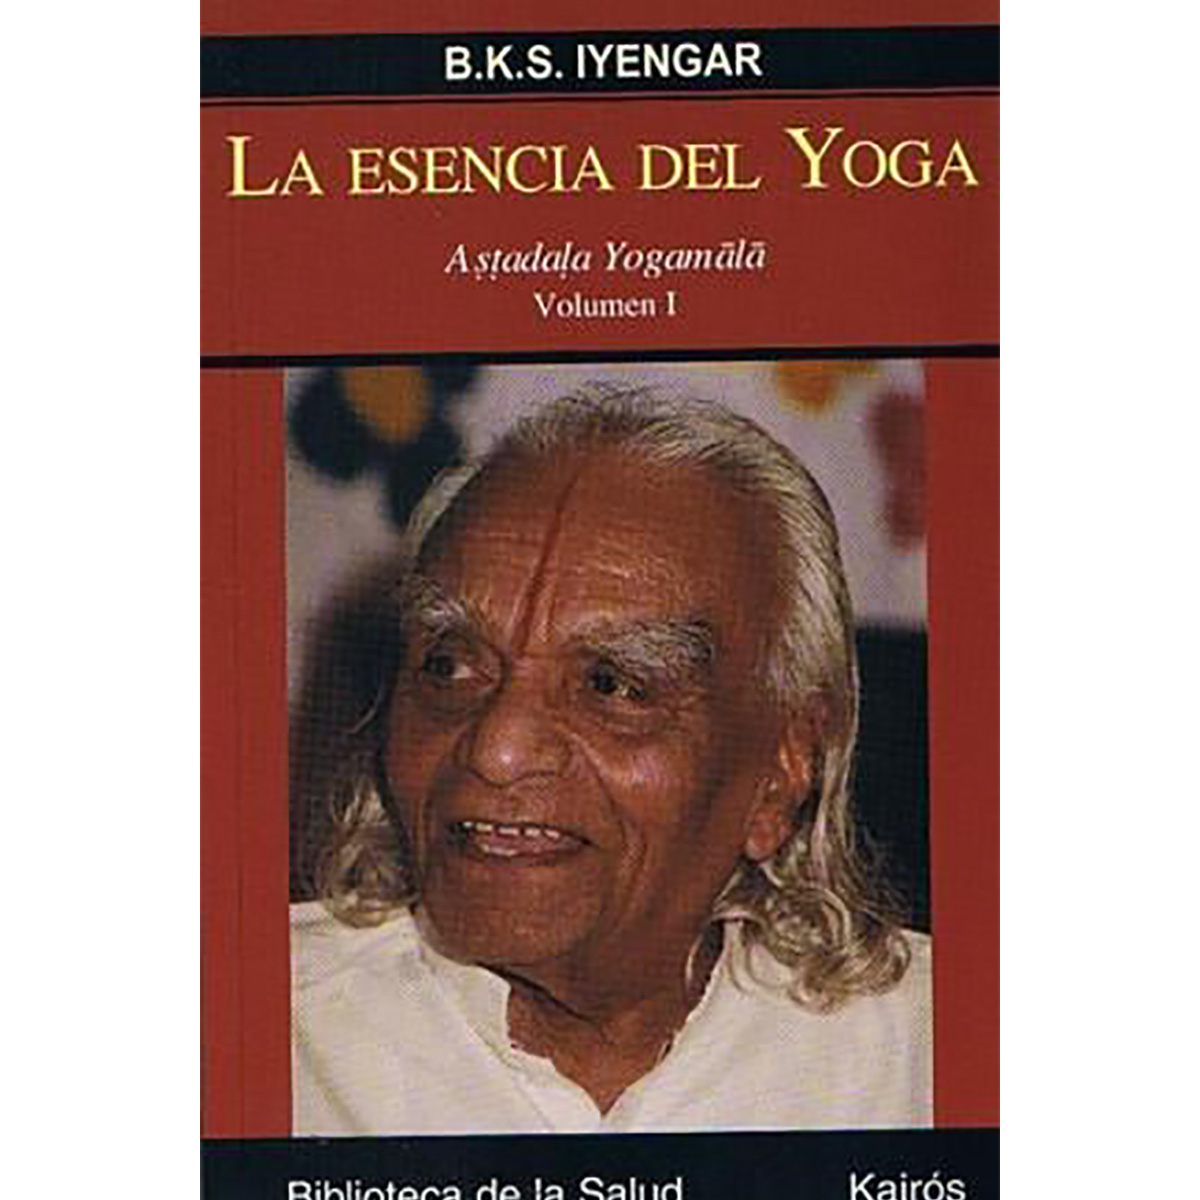 B.K.S. IYENGAR
LA ESENCIA DEL YOGA
Aṣṭadaḷa Yogamālā
Volumen I
Biblioteca de la Salud Kairós